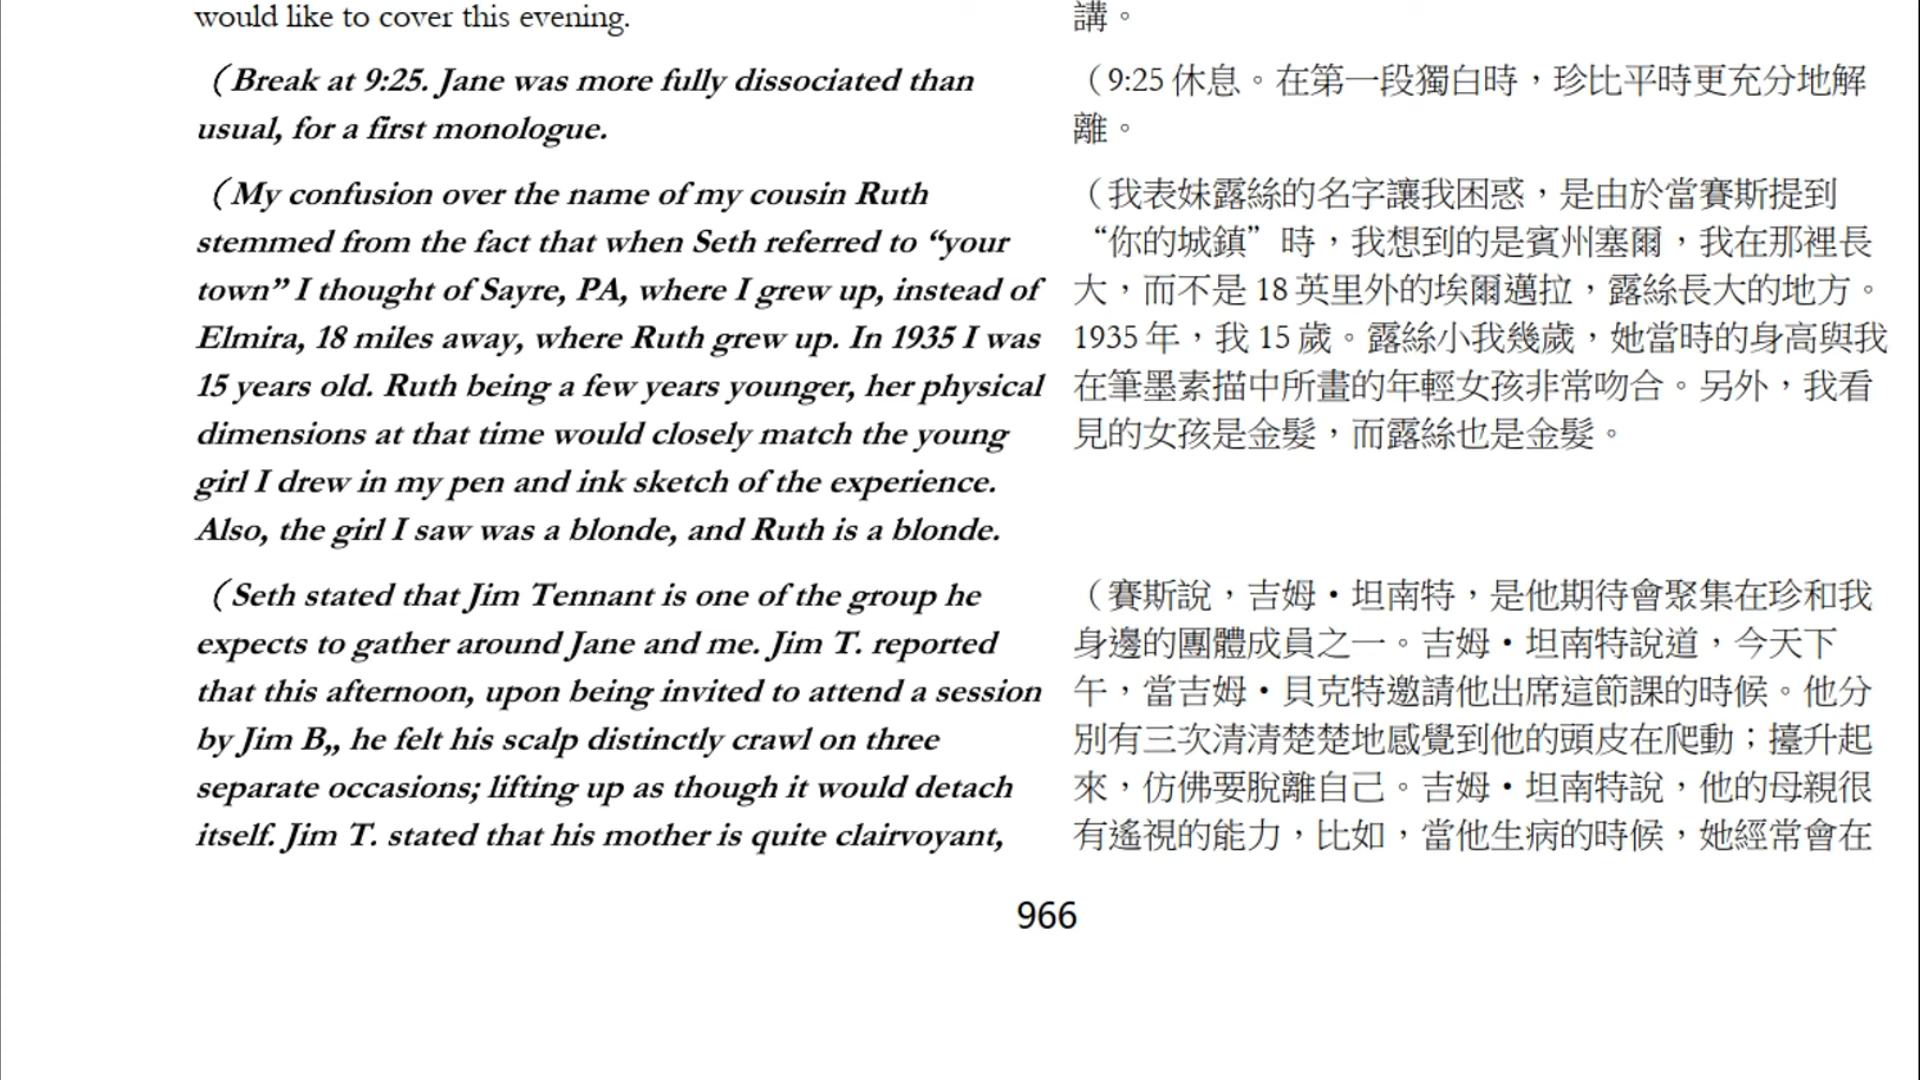 would like to cover this evening.
（Break at 9:25. Jane was more fully dissociated than
usual, for a first monologue.
（My confusion over the name of my cousin Ruth
stemmed from the fact that when Seth referred to “your
town” I thought of Sayre, PA, where I grew up, instead of
Elmira, 18 miles away, where Ruth grew up. In 1935 I was
15 years old. Ruth being a few years younger, her physical
dimensions at that time would closely match the young
girl I drew in my pen and ink sketch of the experience.
Also, the girl I saw was a blonde, and Ruth is a blonde.
（Seth stated that Jim Tennant is one of the group he
expects to gather around Jane and me. Jim T. reported
that this afternoon, upon being invited to attend a session
by Jim B,, he felt his scalp distinctly crawl on three
separate occasions; lifting up as though it would detach
itself. Jim T. stated that his mother is quite clairvoyant,
講。
（9:25 休息。在第一段獨白時，珍比平時更充分地解
離。
（我表妹露絲的名字讓我困惑，是由於當賽斯提到
“你的城鎮”時，我想到的是賓州塞爾，我在那裡長
大，而不是 18 英里外的埃爾邁拉，露絲長大的地方。
1935 年，我 15 歲。露絲小我幾歲，她當時的身高與我
在筆墨素描中所畫的年輕女孩非常吻合。另外，我看
見的女孩是金髮，而露絲也是金髮。
（賽斯說，吉姆•坦南特，是他期待會聚集在珍和我
身邊的團體成員之一。吉姆•坦南特說道，今天下
午，當吉姆•貝克特邀請他出席這節課的時候。他分
別有三次清清楚楚地感覺到他的頭皮在爬動；擡升起
來，仿佛要脫離自己。吉姆•坦南特說，他的母親很
有遙視的能力，比如，當他生病的時候，她經常會在
966